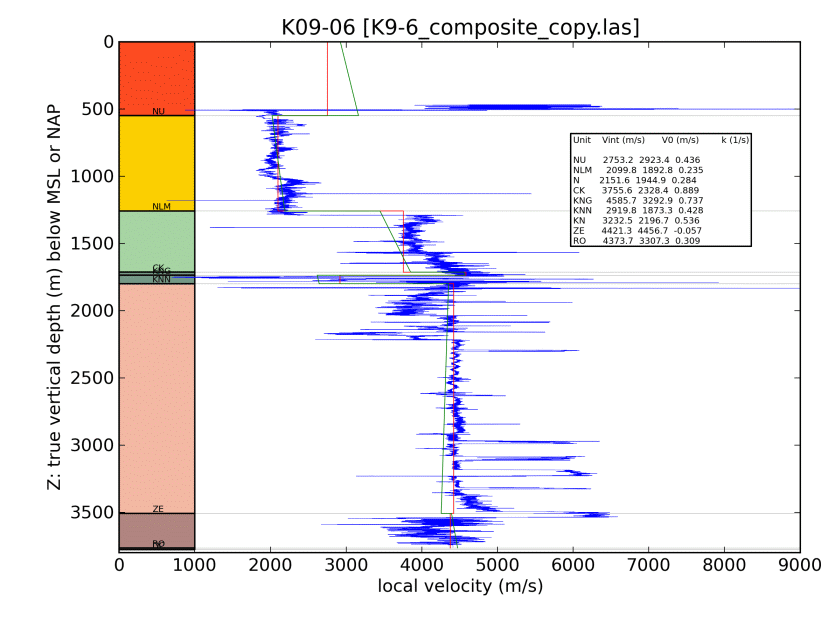 K09-06 [K9-6_composite_copy.las]
0
500
1000
1500
2000
2500
3000
3500
Z: true vertical depth (m) below MSL or NAP
NU
NLM
CK
KNG
KNN
ZE
RO
Unit Vint (m/s) V0 (m/s) k (1/s)
NU 2753.2 2923.4 0.436
NLM 2099.8 1892.8 0.235
N 2151.6 1944.9 0.284
CK 3755.6 2328.4 0.889
KNG 4585.7 3292.9 0.737
KNN 2919.8 1873.3 0.428
KN 3232.5 2196.7 0.536
ZE 4421.3 4456.7 -0.057
RO 4373.7 3307.3 0.309
0 1000 2000 3000 4000 5000 6000 7000 8000 9000
local velocity (m/s)